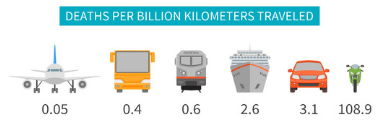 DEATHS PER BILLION KILOMETERS TRAVELED
0.05 0.4 0.6 2.6 3.1 108.9